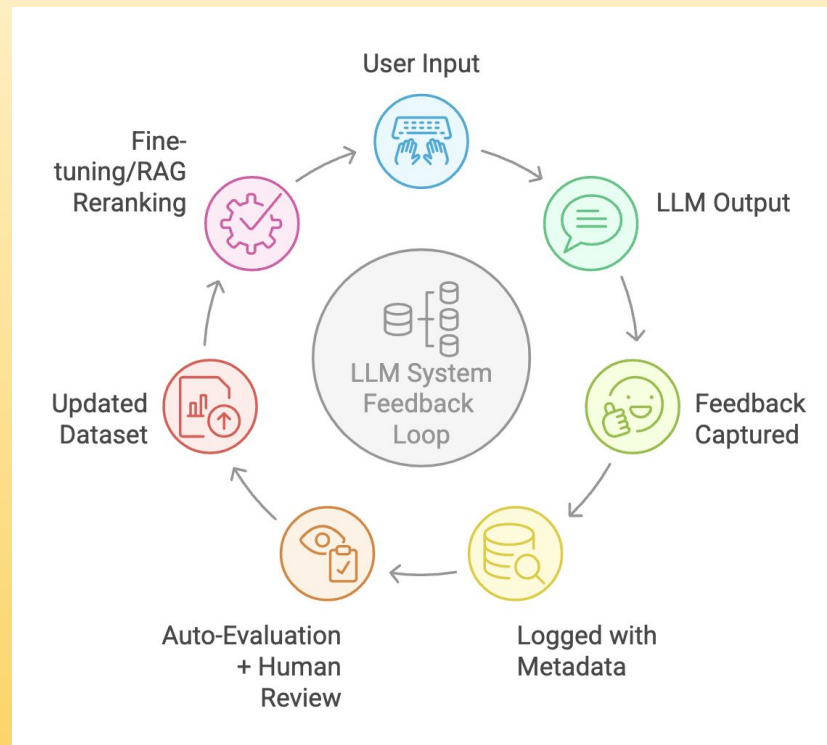 User Input
LLM Output
Feedback
Captured
Logged with
Metadata
Auto-Evaluation
+ Human
Review
Updated
Dataset
Fine-
tuning/RAG
Reranking
LLM System
Feedback
Loop